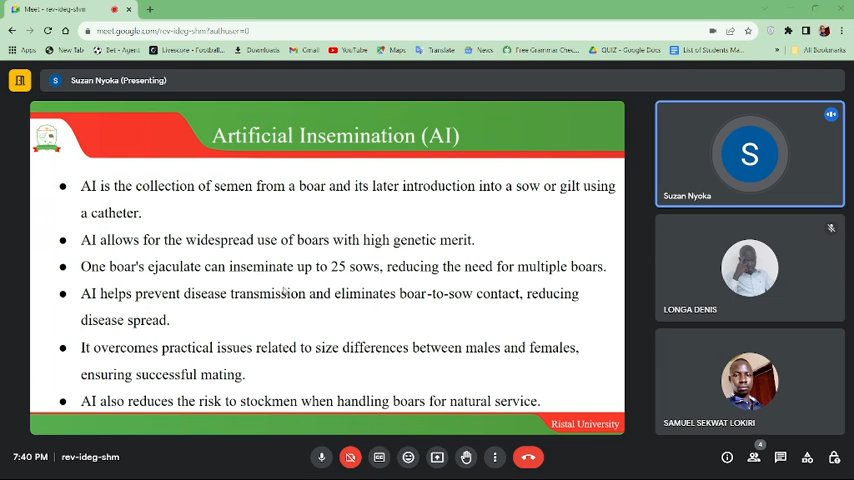 Meet - rev-ideg-shm
meet.google.com/rev-ideg-shm?authuser=0
Apps New Tab Bet - Agent Livescore - Football... Downloads Gmail YouTube Maps Translate News Free Grammar Chec... QUIZ - Google Docs List of Students Ma... » All Bookmarks
S Suzan Nyoka (Presenting)
Artificial Insemination (AI)
● AI is the collection of semen from a boar and its later introduction into a sow or gilt using
a catheter.
● AI allows for the widespread use of boars with high genetic merit.
● One boar's ejaculate can inseminate up to 25 sows, reducing the need for multiple boars.
● AI helps prevent disease transmission and eliminates boar-to-sow contact, reducing
disease spread.
● It overcomes practical issues related to size differences between males and females,
ensuring successful mating.
● AI also reduces the risk to stockmen when handling boars for natural service.
Ristal University
S
Suzan Nyoka
LONGA DENIS
SAMUEL SEKWAT LOKIRI
7:40 PM | rev-ideg-shm
4